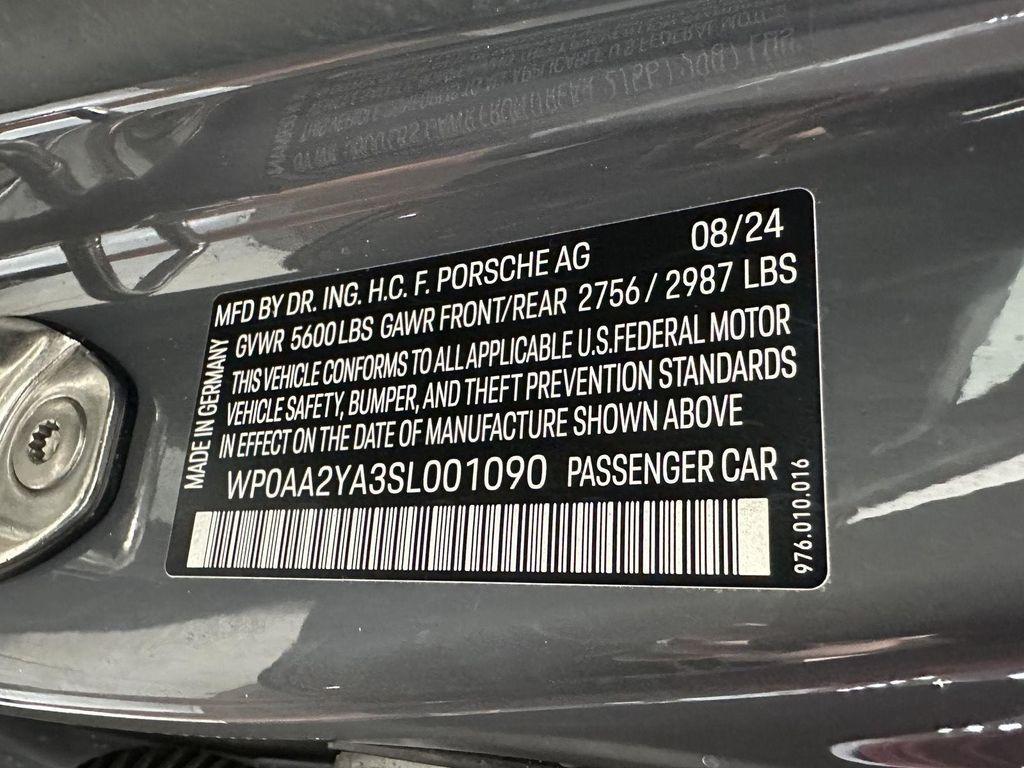 MFD BY DR. ING. H.C. F. PORSCHE AG 08/24
GVWR 5600 LBS GAWR FRONT/REAR 2756 / 2987 LBS
THIS VEHICLE CONFORMS TO ALL APPLICABLE U.S.FEDERAL MOTOR
VEHICLE SAFETY, BUMPER, AND THEFT PREVENTION STANDARDS
IN EFFECT ON THE DATE OF MANUFACTURE SHOWN ABOVE
WP0AA2YA3SL001090 PASSENGER CAR
MADE IN GERMANY
976.010.016